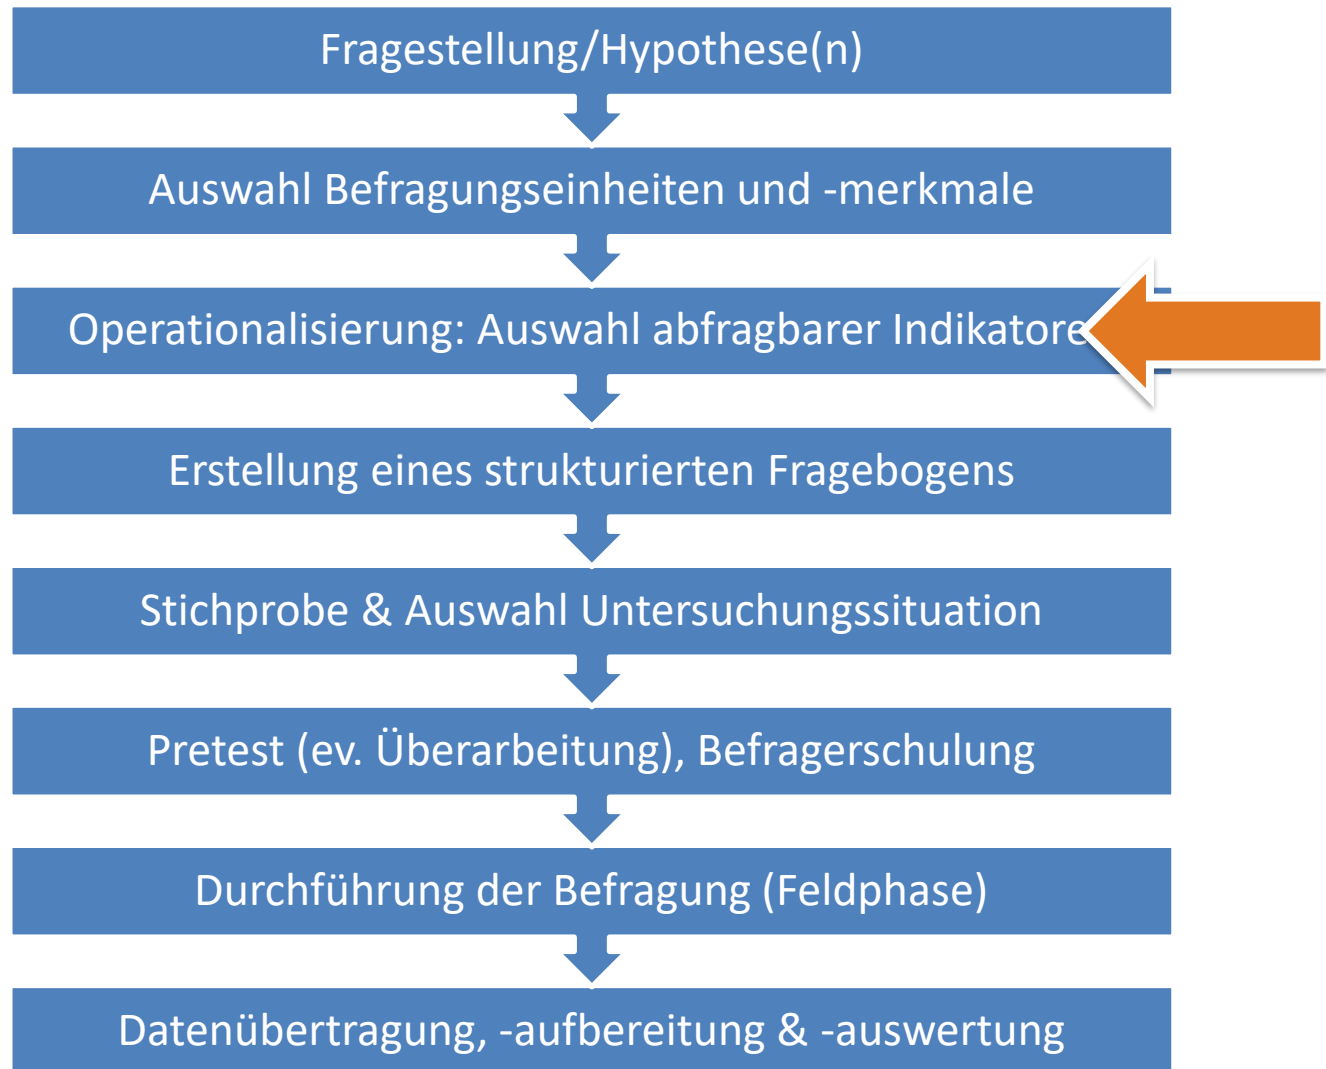 Fragestellung/Hypothese(n)
Auswahl Befragungseinheiten und -merkmale
Operationalisierung: Auswahl abfragbarer Indikatore
Erstellung eines strukturierten Fragebogens
Stichprobe & Auswahl Untersuchungssituation
Pretest (ev. Überarbeitung), Befragerschulung
Durchführung der Befragung (Feldphase)
Datenübertragung, -aufbereitung & -auswertung